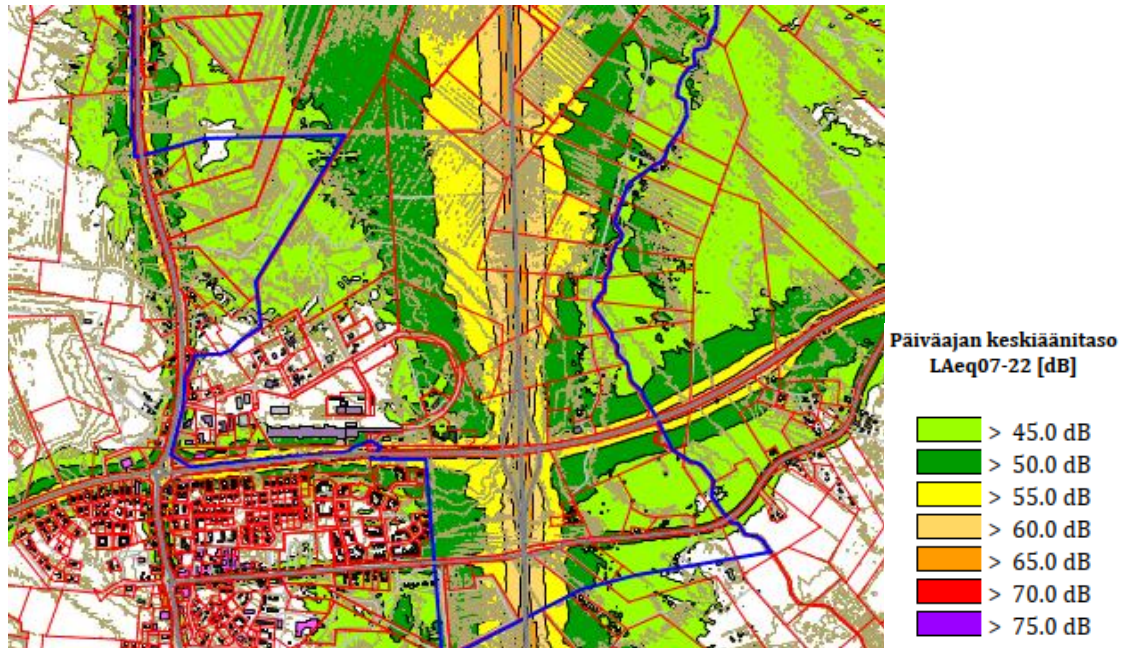 Päiväajan keskiäänitaso
LAeq07-22 [dB]
> 45.0 dB
> 50.0 dB
> 55.0 dB
> 60.0 dB
> 65.0 dB
> 70.0 dB
> 75.0 dB